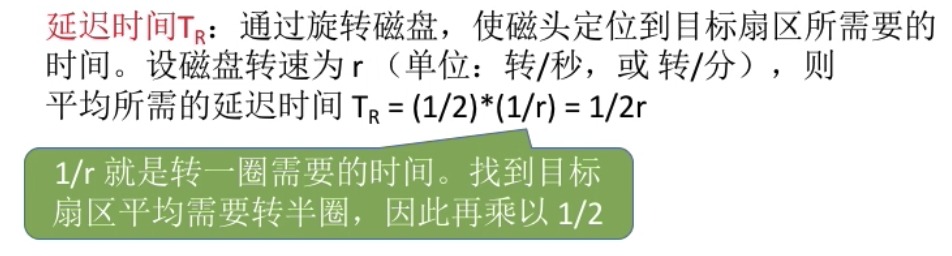 延迟时间TR：通过旋转磁盘，使磁头定位到目标扇区所需要的
时间。设磁盘转速为 r （单位：转/秒，或 转/分），则
平均所需的延迟时间 TR = (1/2)*(1/r) = 1/2r
1/r 就是转一圈需要的时间。找到目标
扇区平均需要转半圈，因此再乘以 1/2